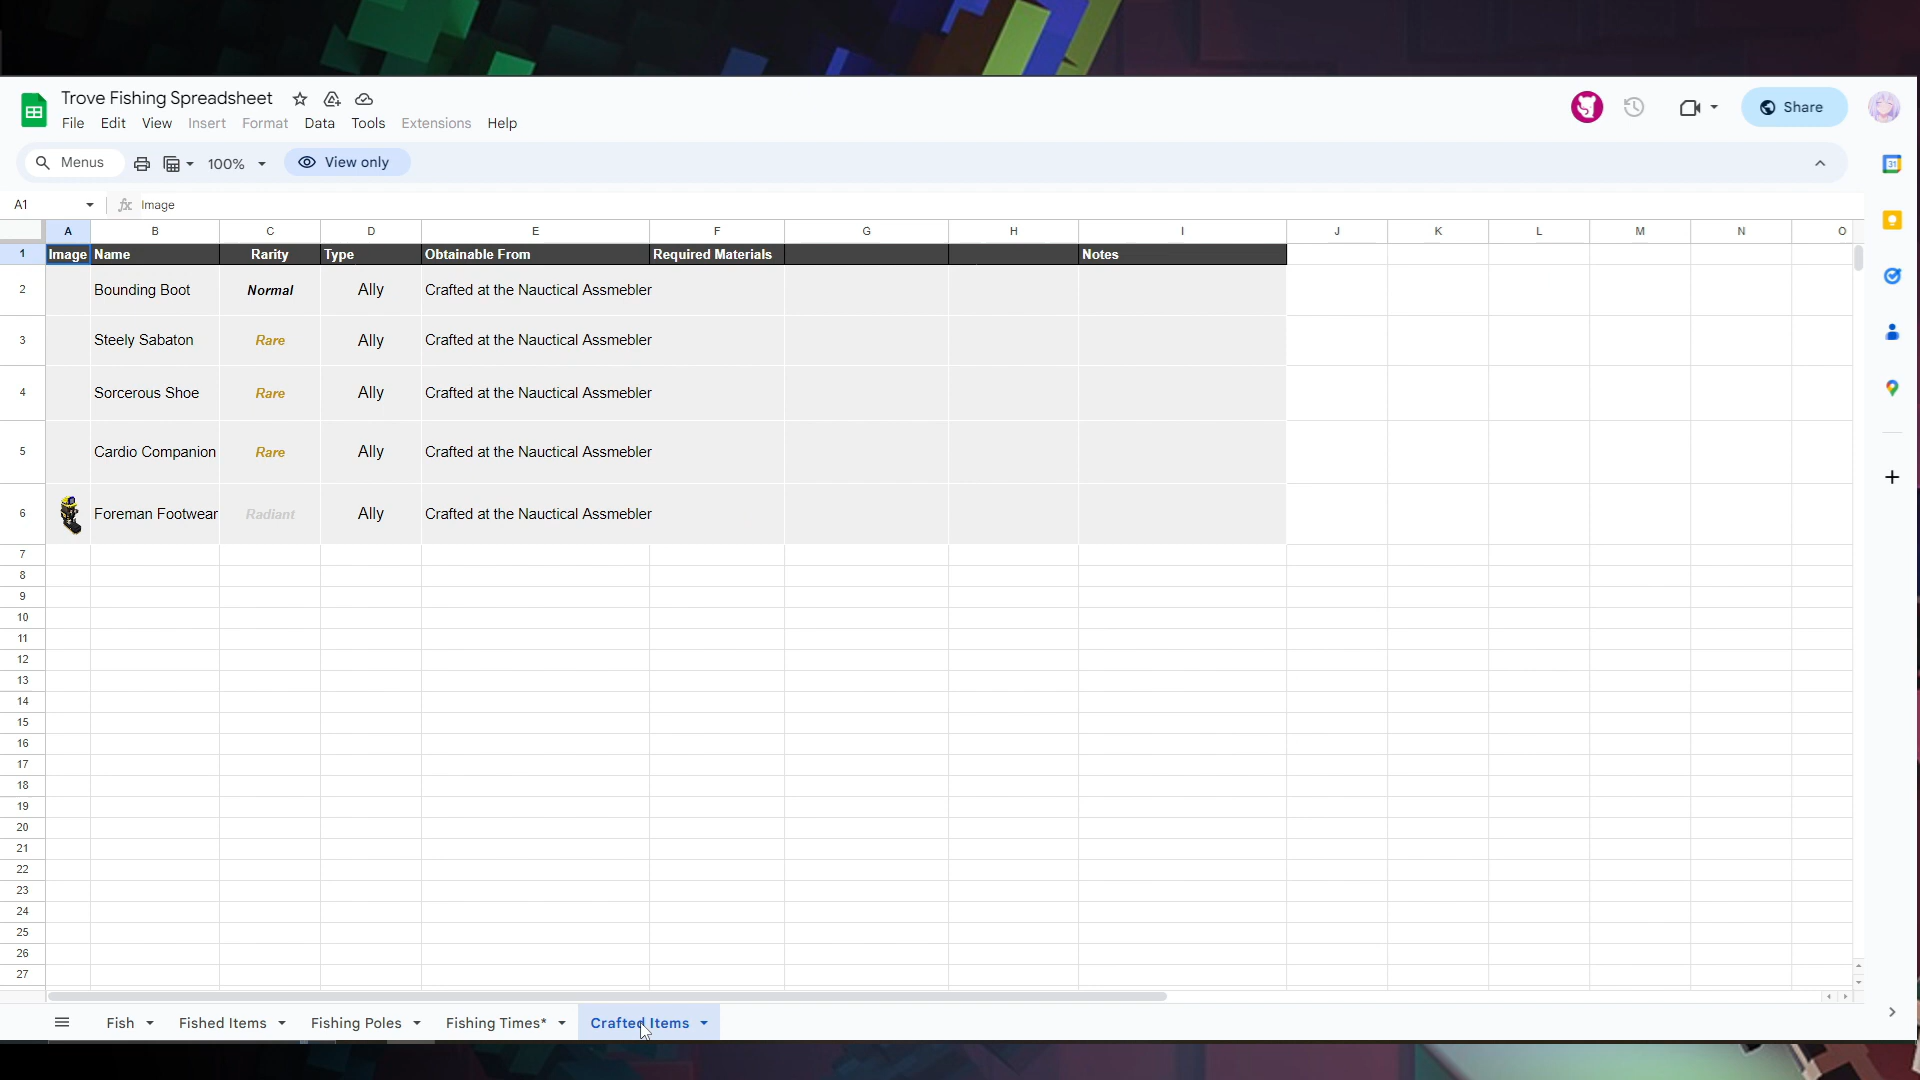 Trove Fishing Spreadsheet
File Edit View Insert Format Data Tools Extensions Help
Share
Menus 100% View only
31
A1 fx Image
A B C D E F G H I J K L M N O
1 Image Name Rarity Type Obtainable From Required Materials Notes
2 Bounding Boot Normal Ally Crafted at the Nauctical Assmebler
3 Steely Sabaton Rare Ally Crafted at the Nauctical Assmebler
4 Sorcerous Shoe Rare Ally Crafted at the Nauctical Assmebler
5 Cardio Companion Rare Ally Crafted at the Nauctical Assmebler
6 Foreman Footwear Radiant Ally Crafted at the Nauctical Assmebler
7
8
9
10
11
12
13
14
15
16
17
18
19
20
21
22
23
24
25
26
27
Fish Fished Items Fishing Poles Fishing Times* Crafted Items